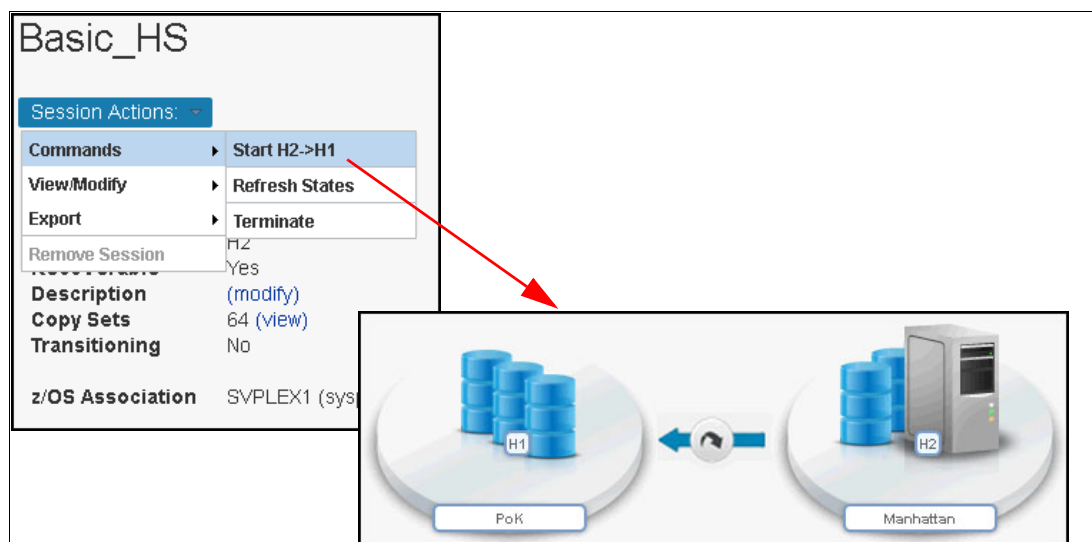 Basic_HS
Session Actions:
Commands
Start H2->H1
View/Modify
Refresh States
Export
Terminate
Remove Session
H2
Yes
Description (modify)
Copy Sets 64 (view)
Transitioning No
z/OS Association SVPLEX1
H1
H2
PoK
Manhattan